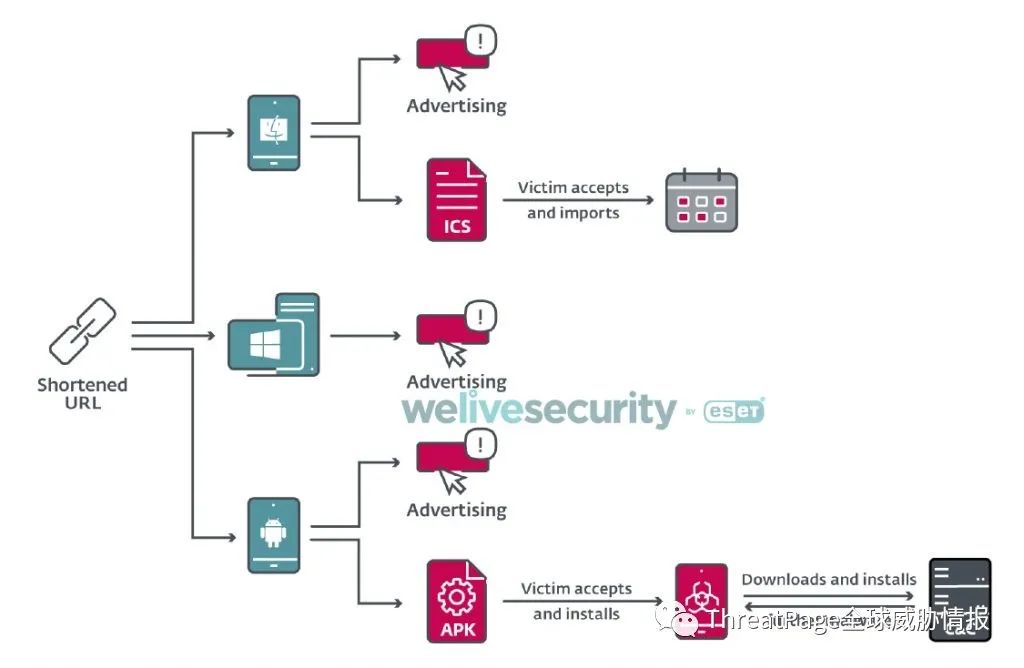 Advertising
ICS
Victim accepts
and imports
Shortened
URL
Advertising
welivesecurity BY eseT
Advertising
APK
Victim accepts
and installs
Downloads and installs
ThreatPage全球威胁情报
C&C